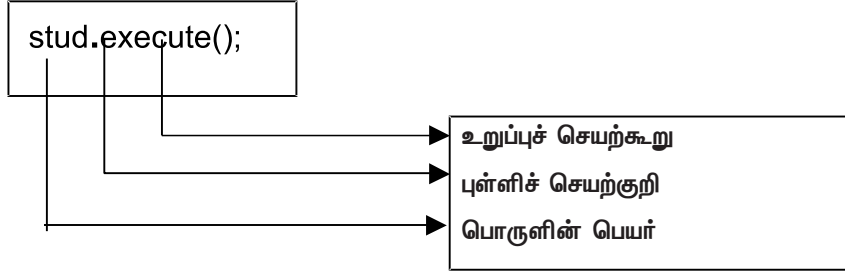 stud.execute();
உறுப்புச் செயற்கூறு
புள்ளிச் செயற்குறி
பொருளின் பெயர்